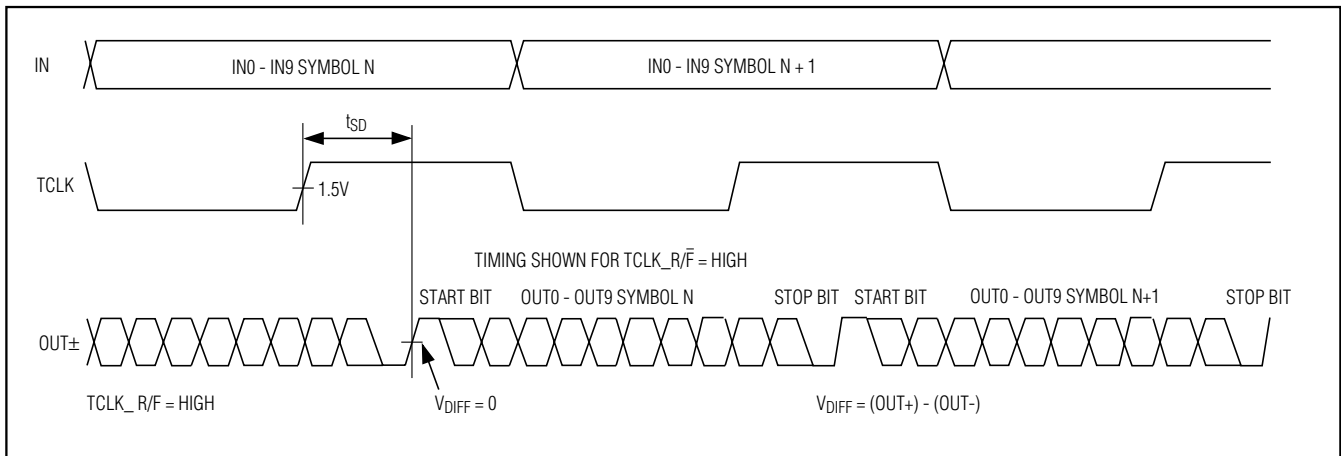 IN
IN0 - IN9 SYMBOL N
IN0 - IN9 SYMBOL N + 1
tSD
TCLK
1.5V
TIMING SHOWN FOR TCLK_R/F̅ = HIGH
START BIT
OUT0 - OUT9 SYMBOL N
STOP BIT
START BIT
OUT0 - OUT9 SYMBOL N+1
STOP BIT
OUT±
TCLK_ R/F = HIGH
VDIFF = 0
VDIFF = (OUT+) - (OUT-)